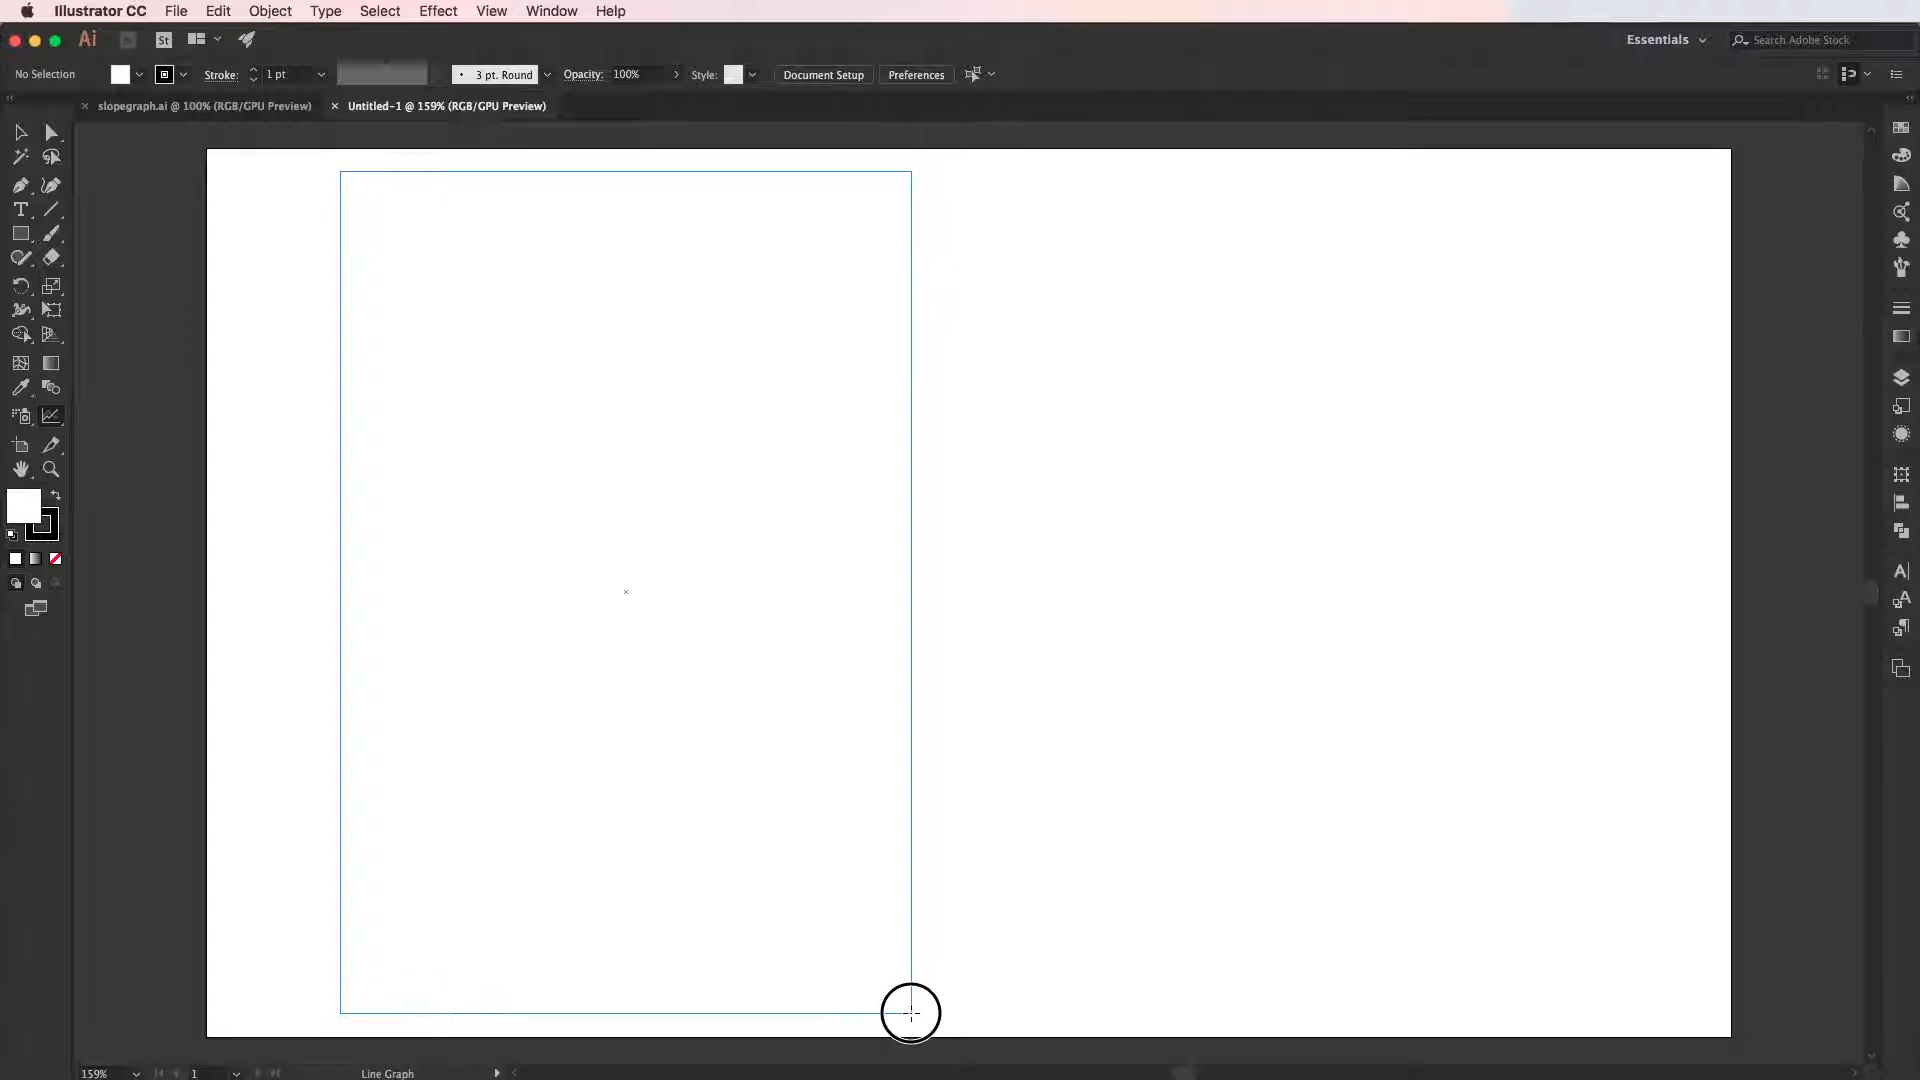 Illustrator CC File Edit Object Type Select Effect View Window Help
Ai Br St Essentials Search Adobe Stock
No Selection Stroke: 1 pt 3 pt. Round Opacity: 100% Style: Document Setup Preferences
slopegraph.ai @ 100% (RGB/GPU Preview) Untitled-1 @ 159% (RGB/GPU Preview)
159% 1 Line Graph